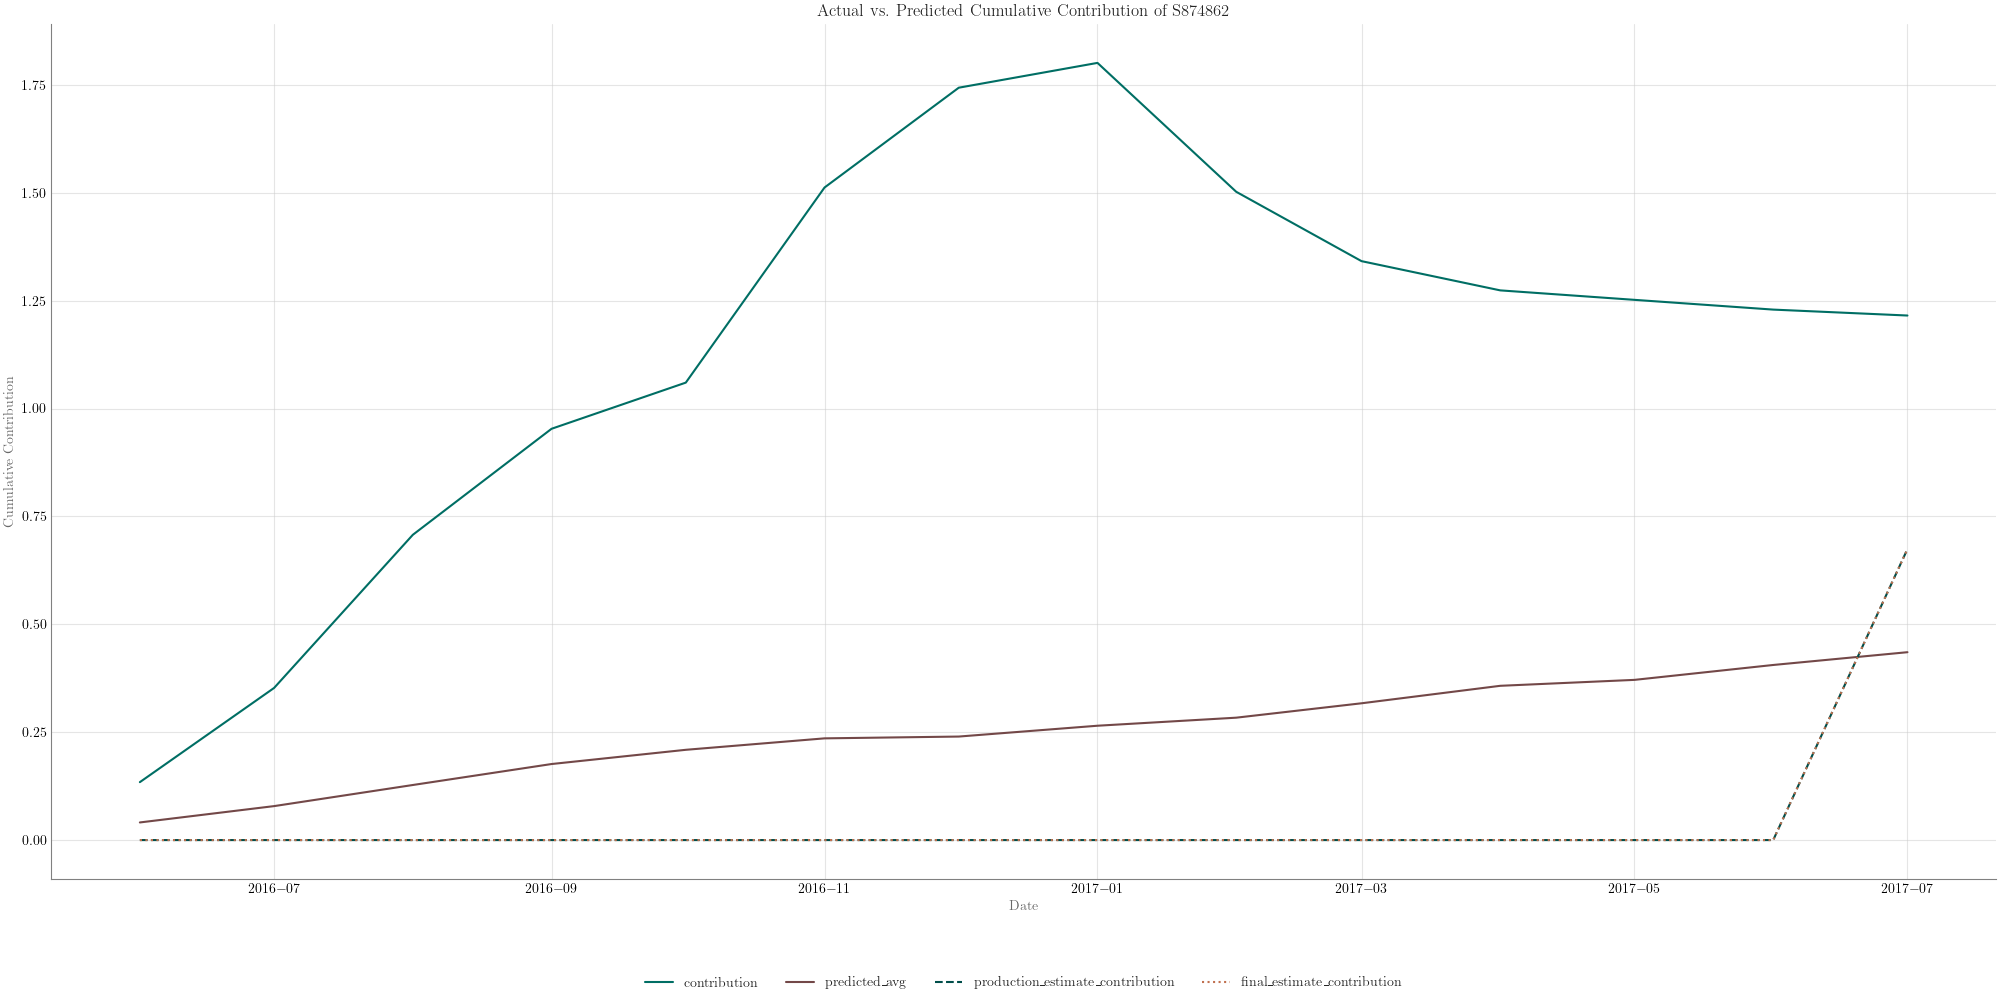 Actual vs. Predicted Cumulative Contribution of S874862
Cumulative Contribution
1.75
1.50
1.25
1.00
0.75
0.50
0.25
0.00
2016-07 2016-09 2016-11 2017-01 2017-03 2017-05 2017-07
Date
contribution predicted_avg production_estimate_contribution final_estimate_contribution